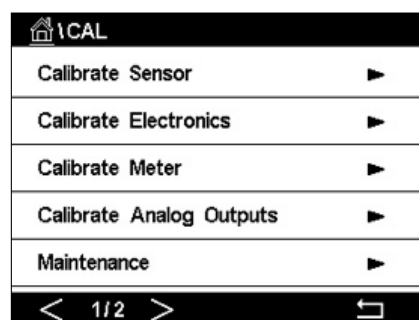 \CAL
Calibrate Sensor
Calibrate Electronics
Calibrate Meter
Calibrate Analog Outputs
Maintenance
< 1/2 >